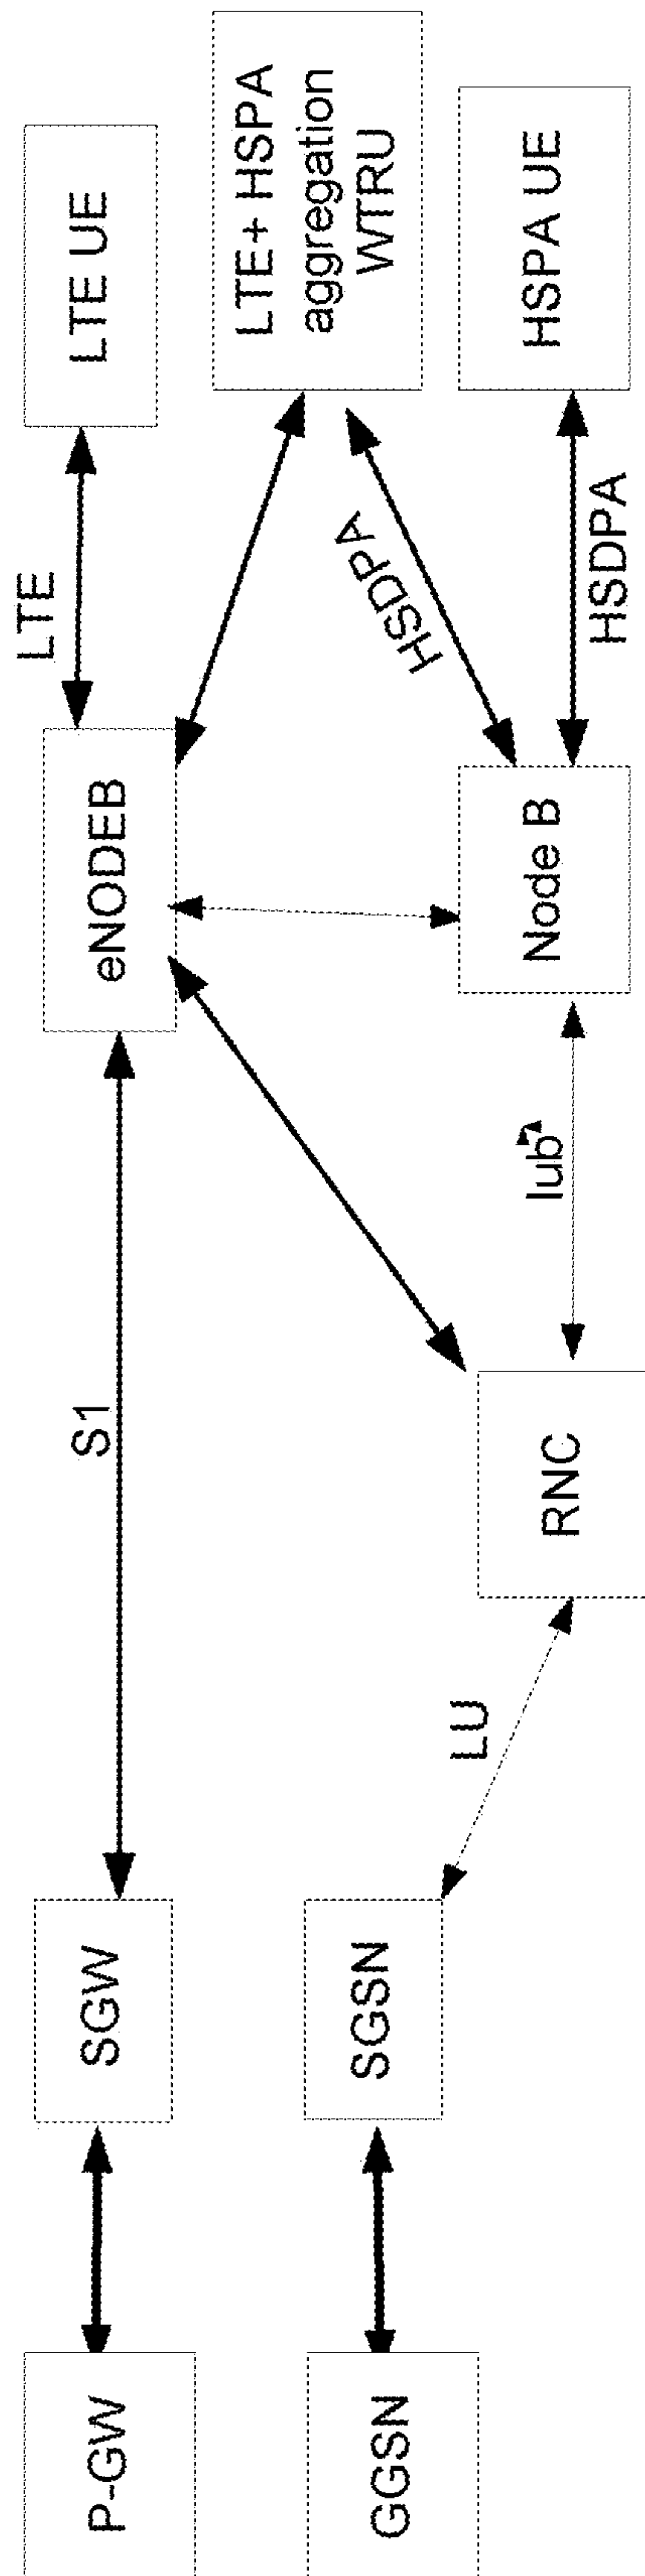 LTE UE
LTE+ HSPA
aggregation
WTRU
HSPA UE
LTE
HSDPA
HSDPA
eNODEB
Node B
Iub
S1
RNC
LU
SGW
SGSN
P-GW
GGSN